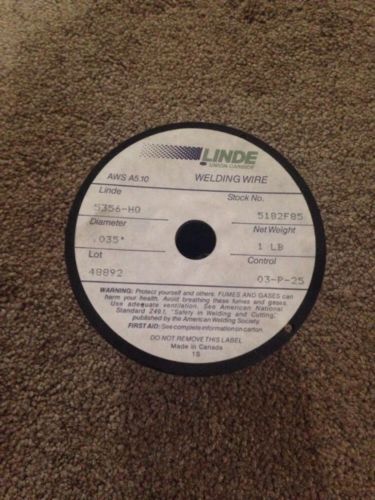 LINDE
UNION CARBIDE
AWS A5.10 WELDING WIRE
Linde Stock No.
5356-HQ 5182F85
Diameter Net Weight
.035" 1 LB
Lot Control
48892 03-P-25
WARNING: Protect yourself and others. FUMES AND GASES can
harm your health. Avoid breathing these fumes and gases.
Use adequate ventilation. See American National
Standard Z49.1, "Safety in Welding and Cutting,"
published by the American Welding Society.
FIRST AID: See complete information on carton.
DO NOT REMOVE THIS LABEL
Made in Canada
1S